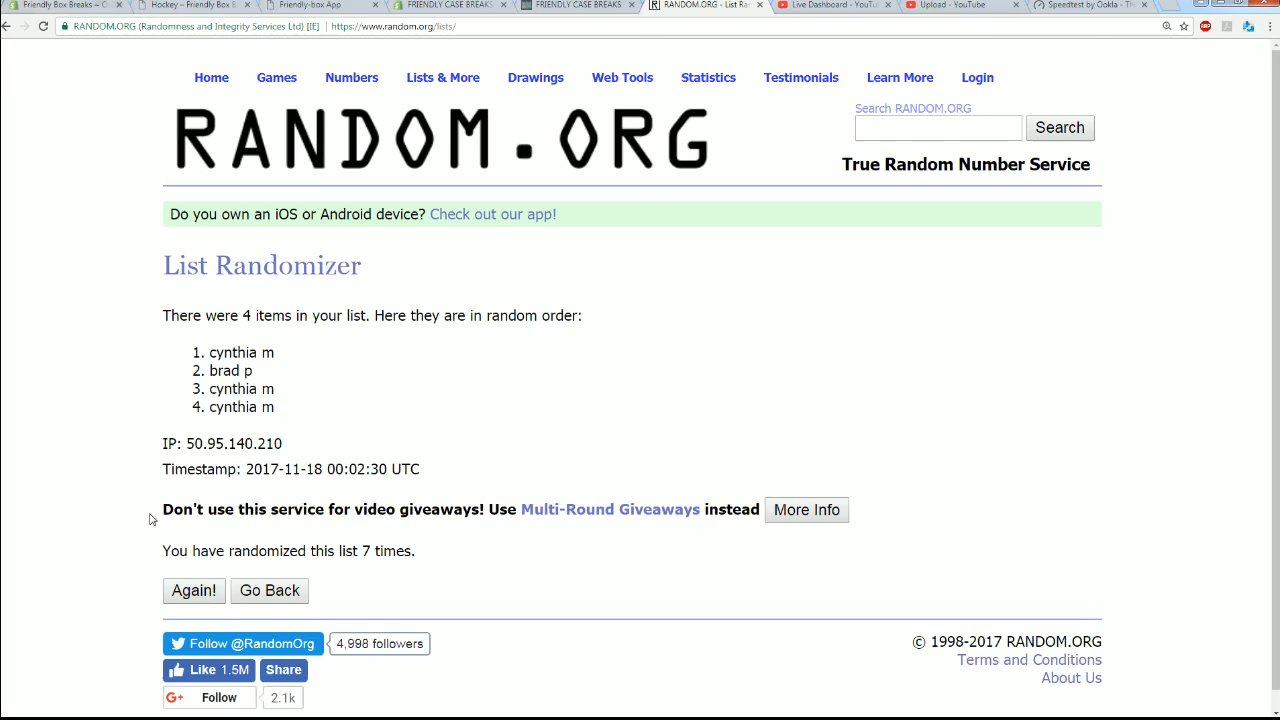 Friendly Box Breaks – C
Hockey – Friendly Box B
Friendly-box App
FRIENDLY CASE BREAKS
FRIENDLY CASE BREAKS
RANDOM.ORG - List Ra
Live Dashboard - YouTu
Upload - YouTube
Speedtest by Ookla - Th
RANDOM.ORG (Randomness and Integrity Services Ltd) [IE] https://www.random.org/lists/
Home Games Numbers Lists & More Drawings Web Tools Statistics Testimonials Learn More Login
RANDOM.ORG
Search RANDOM.ORG
Search
True Random Number Service
Do you own an iOS or Android device? Check out our app!
List Randomizer
There were 4 items in your list. Here they are in random order:
1. cynthia m
2. brad p
3. cynthia m
4. cynthia m
IP: 50.95.140.210
Timestamp: 2017-11-18 00:02:30 UTC
Don't use this service for video giveaways! Use Multi-Round Giveaways instead More Info
You have randomized this list 7 times.
Again! Go Back
Follow @RandomOrg 4,998 followers
Like 1.5M Share
G+ Follow 2.1k
© 1998-2017 RANDOM.ORG
Terms and Conditions
About Us